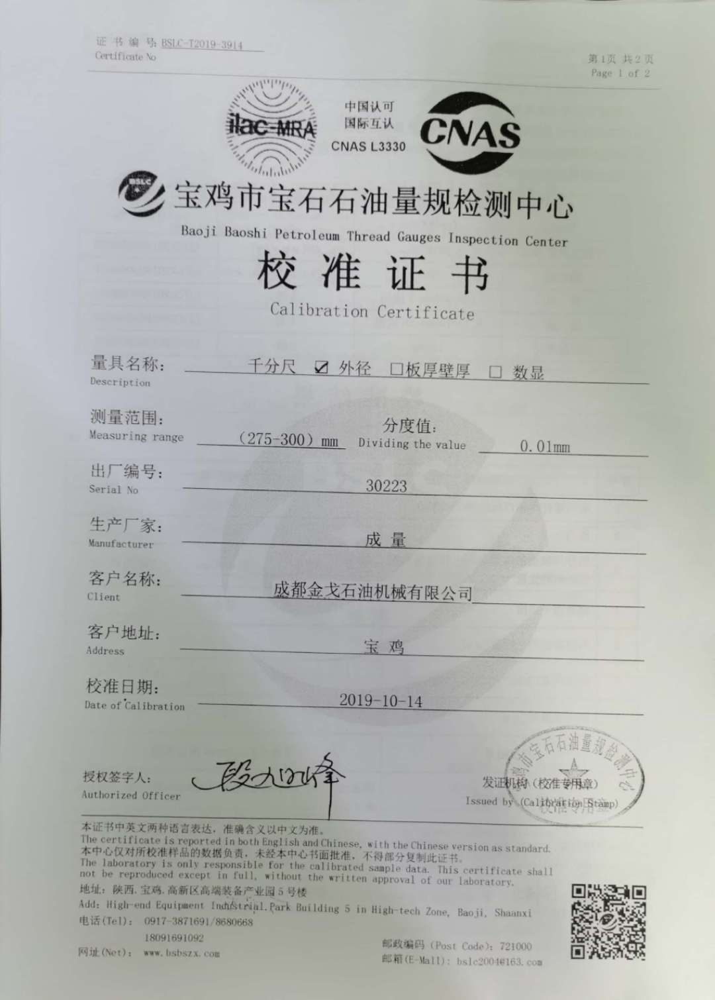 证 书 编 号: BSLC-T2019-3914
Certificate No
第1页 共2页
Page 1 of 2
ilac-MRA
中国认可
国际互认
CNAS L3330
CNAS
BSLC
宝鸡市宝石石油量规检测中心
Baoji Baoshi Petroleum Thread Gauges Inspection Center
校 准 证 书
Calibration Certificate
量具名称: 千分尺 ☑ 外径 □板厚壁厚 □ 数显
Description
测量范围: (275-300) mm 分度值: 0.01mm
Measuring range Dividing the value
出厂编号: 30223
Serial No
生产厂家: 成 量
Manufacturer
客户名称: 成都金戈石油机械有限公司
Client
客户地址: 宝 鸡
Address
校准日期: 2019-10-14
Date of Calibration
授权签字人:
Authorized Officer
发证机构 (校准专用章)
Issued by (Calibration Stamp)
宝鸡市宝石石油量规检测中心
校准专用章
本证书中英文两种语言表达，准确含义以中文为准。
The certificate is reported in both English and Chinese, with the Chinese version as standard.
本中心仅对所校准样品的数据负责，未经本中心书面批准，不得部分复制此证书。
The laboratory is only responsible for the calibrated sample data. This certificate shall
not be reproduced except in full, without the written approval of our laboratory.
地址: 陕西.宝鸡.高新区高端装备产业园5号楼
Add: High-end Equipment Industrial.Park Building 5 in High-tech Zone, Baoji, Shaanxi
电话(Tel): 0917-3871691/8680668
18091691092
邮政编码 (Post Code): 721000
网址(Net): www.bsbszx.com
邮箱(E-Mall): bslc2004@163.com